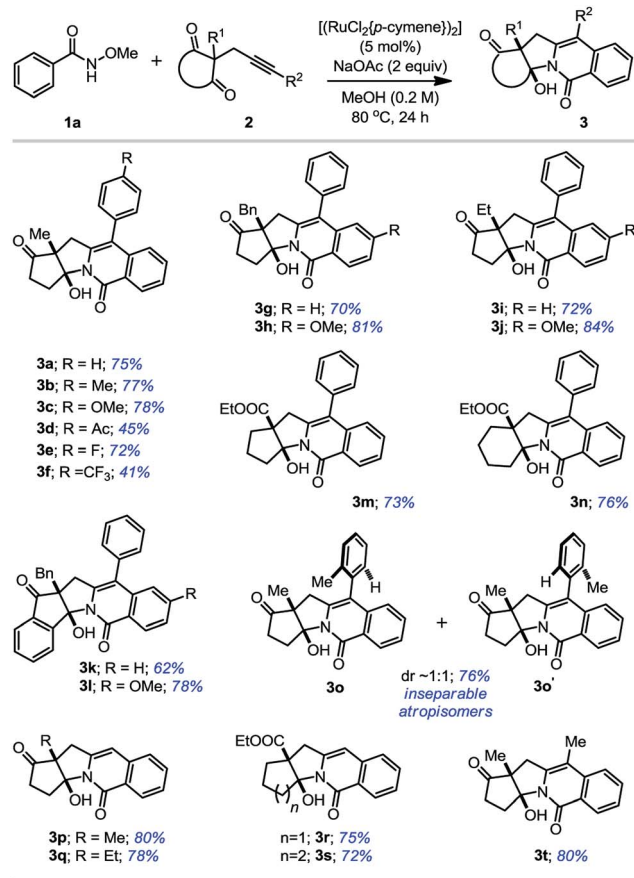 [(RuCl2{p-cymene})2]
(5 mol%)
NaOAc (2 equiv)
MeOH (0.2 M)
80 °C, 24 h
O
N
H
OMe
+
O
R1
O
R2
O
R1
R2
N
OH
O
1a
2
3
R
Me
O
N
OH
O
Ph
Bn
O
N
OH
O
R
Et
O
N
OH
O
R
3g; R = H; 70%
3h; R = OMe; 81%
3i; R = H; 72%
3j; R = OMe; 84%
3a; R = H; 75%
3b; R = Me; 77%
3c; R = OMe; 78%
3d; R = Ac; 45%
3e; R = F; 72%
3f; R =CF3; 41%
EtOOC
N
OH
O
EtOOC
N
OH
O
3m; 73%
3n; 76%
Bn
O
N
OH
O
R
3k; R = H; 62%
3l; R = OMe; 78%
Me
H
Me
O
N
OH
O
3o
+
H
Me
Me
O
N
OH
O
3o'
dr ~1:1; 76%
inseparable
atropisomers
R
O
N
OH
O
3p; R = Me; 80%
3q; R = Et; 78%
EtOOC
N
OH
O
( )n
n=1; 3r; 75%
n=2; 3s; 72%
Me
Me
O
N
OH
O
3t; 80%